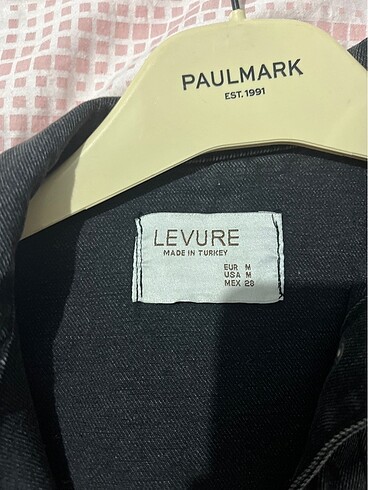 PAULMARK
EST. 1991
LEVURE
MADE IN TURKEY
EUR M
USA M
MEX 28